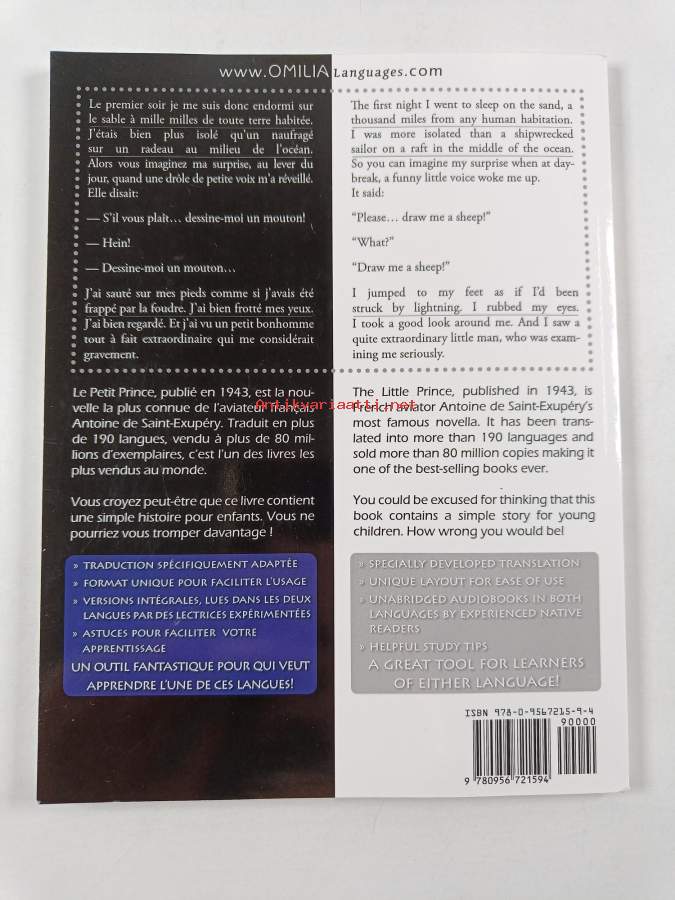 www.OMILIALanguages.com
Le premier soir je me suis donc endormi sur
le sable à mille milles de toute terre habitée.
J'étais bien plus isolé qu'un naufragé
sur un radeau au milieu de l'océan.
Alors vous imaginez ma surprise, au lever du
jour, quand une drôle de petite voix m'a réveillé.
Elle disait:
— S'il vous plaît… dessine-moi un mouton!
— Hein!
— Dessine-moi un mouton…
J'ai sauté sur mes pieds comme si j'avais été
frappé par la foudre. J'ai bien frotté mes yeux.
J'ai bien regardé. Et j'ai vu un petit bonhomme
tout à fait extraordinaire qui me considérait
gravement.
The first night I went to sleep on the sand, a
thousand miles from any human habitation.
I was more isolated than a shipwrecked
sailor on a raft in the middle of the ocean.
So you can imagine my surprise when at day-
break, a funny little voice woke me up.
It said:
“Please… draw me a sheep!”
“What?”
“Draw me a sheep!”
I jumped to my feet as if I'd been
struck by lightning. I rubbed my eyes.
I took a good look around me. And I saw a
quite extraordinary little man, who was exam-
ining me seriously.
Le Petit Prince, publié en 1943, est la nou-
velle la plus connue de l'aviateur français
Antoine de Saint-Exupéry. Traduit en plus
de 190 langues, vendu à plus de 80 mil-
lions d'exemplaires, c'est l'un des livres les
plus vendus au monde.
Vous croyez peut-être que ce livre contient
une simple histoire pour enfants. Vous ne
pourriez vous tromper davantage !
The Little Prince, published in 1943, is
French aviator Antoine de Saint-Exupéry's
most famous novella. It has been trans-
lated into more than 190 languages and
sold more than 80 million copies making it
one of the best-selling books ever.
You could be excused for thinking that this
book contains a simple story for young
children. How wrong you would be!
Antikvariaatti.net
» TRADUCTION SPÉCIFIQUEMENT ADAPTÉE
» FORMAT UNIQUE POUR FACILITER L'USAGE
» VERSIONS INTÉGRALES, LUES DANS LES DEUX
LANGUES PAR DES LECTRICES EXPÉRIMENTÉES
» ASTUCES POUR FACILITER VOTRE
APPRENTISSAGE
UN OUTIL FANTASTIQUE POUR QUI VEUT
APPRENDRE L'UNE DE CES LANGUES!
» SPECIALLY DEVELOPED TRANSLATION
» UNIQUE LAYOUT FOR EASE OF USE
» UNABRIDGED AUDIOBOOKS IN BOTH
LANGUAGES BY EXPERIENCED NATIVE
READERS
» HELPFUL STUDY TIPS
A GREAT TOOL FOR LEARNERS
OF EITHER LANGUAGE!
ISBN 978-0-9567215-9-4
90000
9 780956 721594